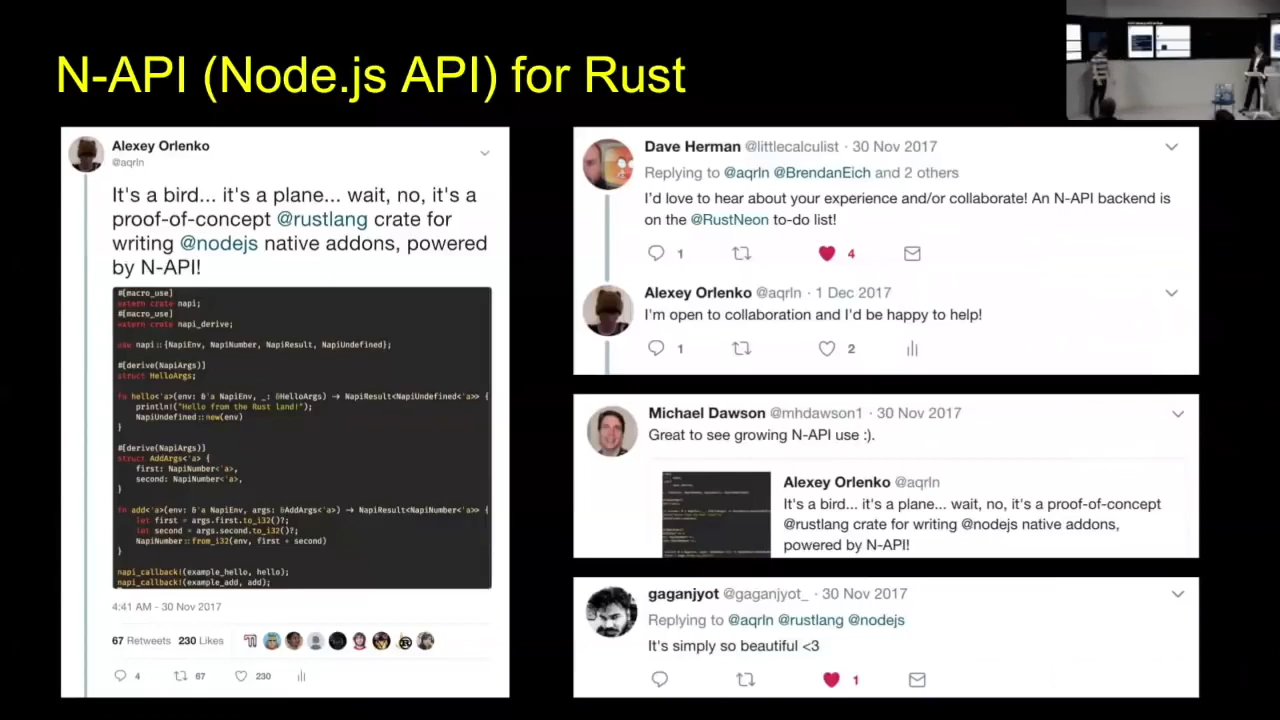 N-API (Node.js API) for Rust
Alexey Orlenko
@aqrln
It's a bird... it's a plane... wait, no, it's a
proof-of-concept @rustlang crate for
writing @nodejs native addons, powered
by N-API!
#[macro_use]
extern crate napi;
#[macro_use]
extern crate napi_derive;
use napi::{NapiEnv, NapiNumber, NapiResult, NapiUndefined};
#[derive(NapiArgs)]
struct HelloArgs;
fn hello<'a>(env: &'a NapiEnv, _: &HelloArgs) → NapiResult<NapiUndefined<'a>> {
println!("Hello from the Rust land!");
NapiUndefined::new(env)
}
#[derive(NapiArgs)]
struct AddArgs<'a> {
first: NapiNumber<'a>,
second: NapiNumber<'a>,
}
fn add<'a>(env: &'a NapiEnv, args: &AddArgs<'a>) → NapiResult<NapiNumber<'a>> {
let first = args.first.to_i32()?;
let second = args.second.to_i32()?;
NapiNumber::from_i32(env, first + second)
}
napi_callback!(example_hello, hello);
napi_callback!(example_add, add);
4:41 AM - 30 Nov 2017
67 Retweets 230 Likes
4 67 230
Dave Herman @littlecalculist · 30 Nov 2017
Replying to @aqrln @BrendanEich and 2 others
I'd love to hear about your experience and/or collaborate! An N-API backend is
on the @RustNeon to-do list!
1 4
Alexey Orlenko @aqrln · 1 Dec 2017
I'm open to collaboration and I'd be happy to help!
1 2
Michael Dawson @mhdawson1 · 30 Nov 2017
Great to see growing N-API use :).
Alexey Orlenko @aqrln
It's a bird... it's a plane... wait, no, it's a proof-of-concept
@rustlang crate for writing @nodejs native addons,
powered by N-API!
gaganjyot @gaganjyot_ · 30 Nov 2017
Replying to @aqrln @rustlang @nodejs
It's simply so beautiful <3
1